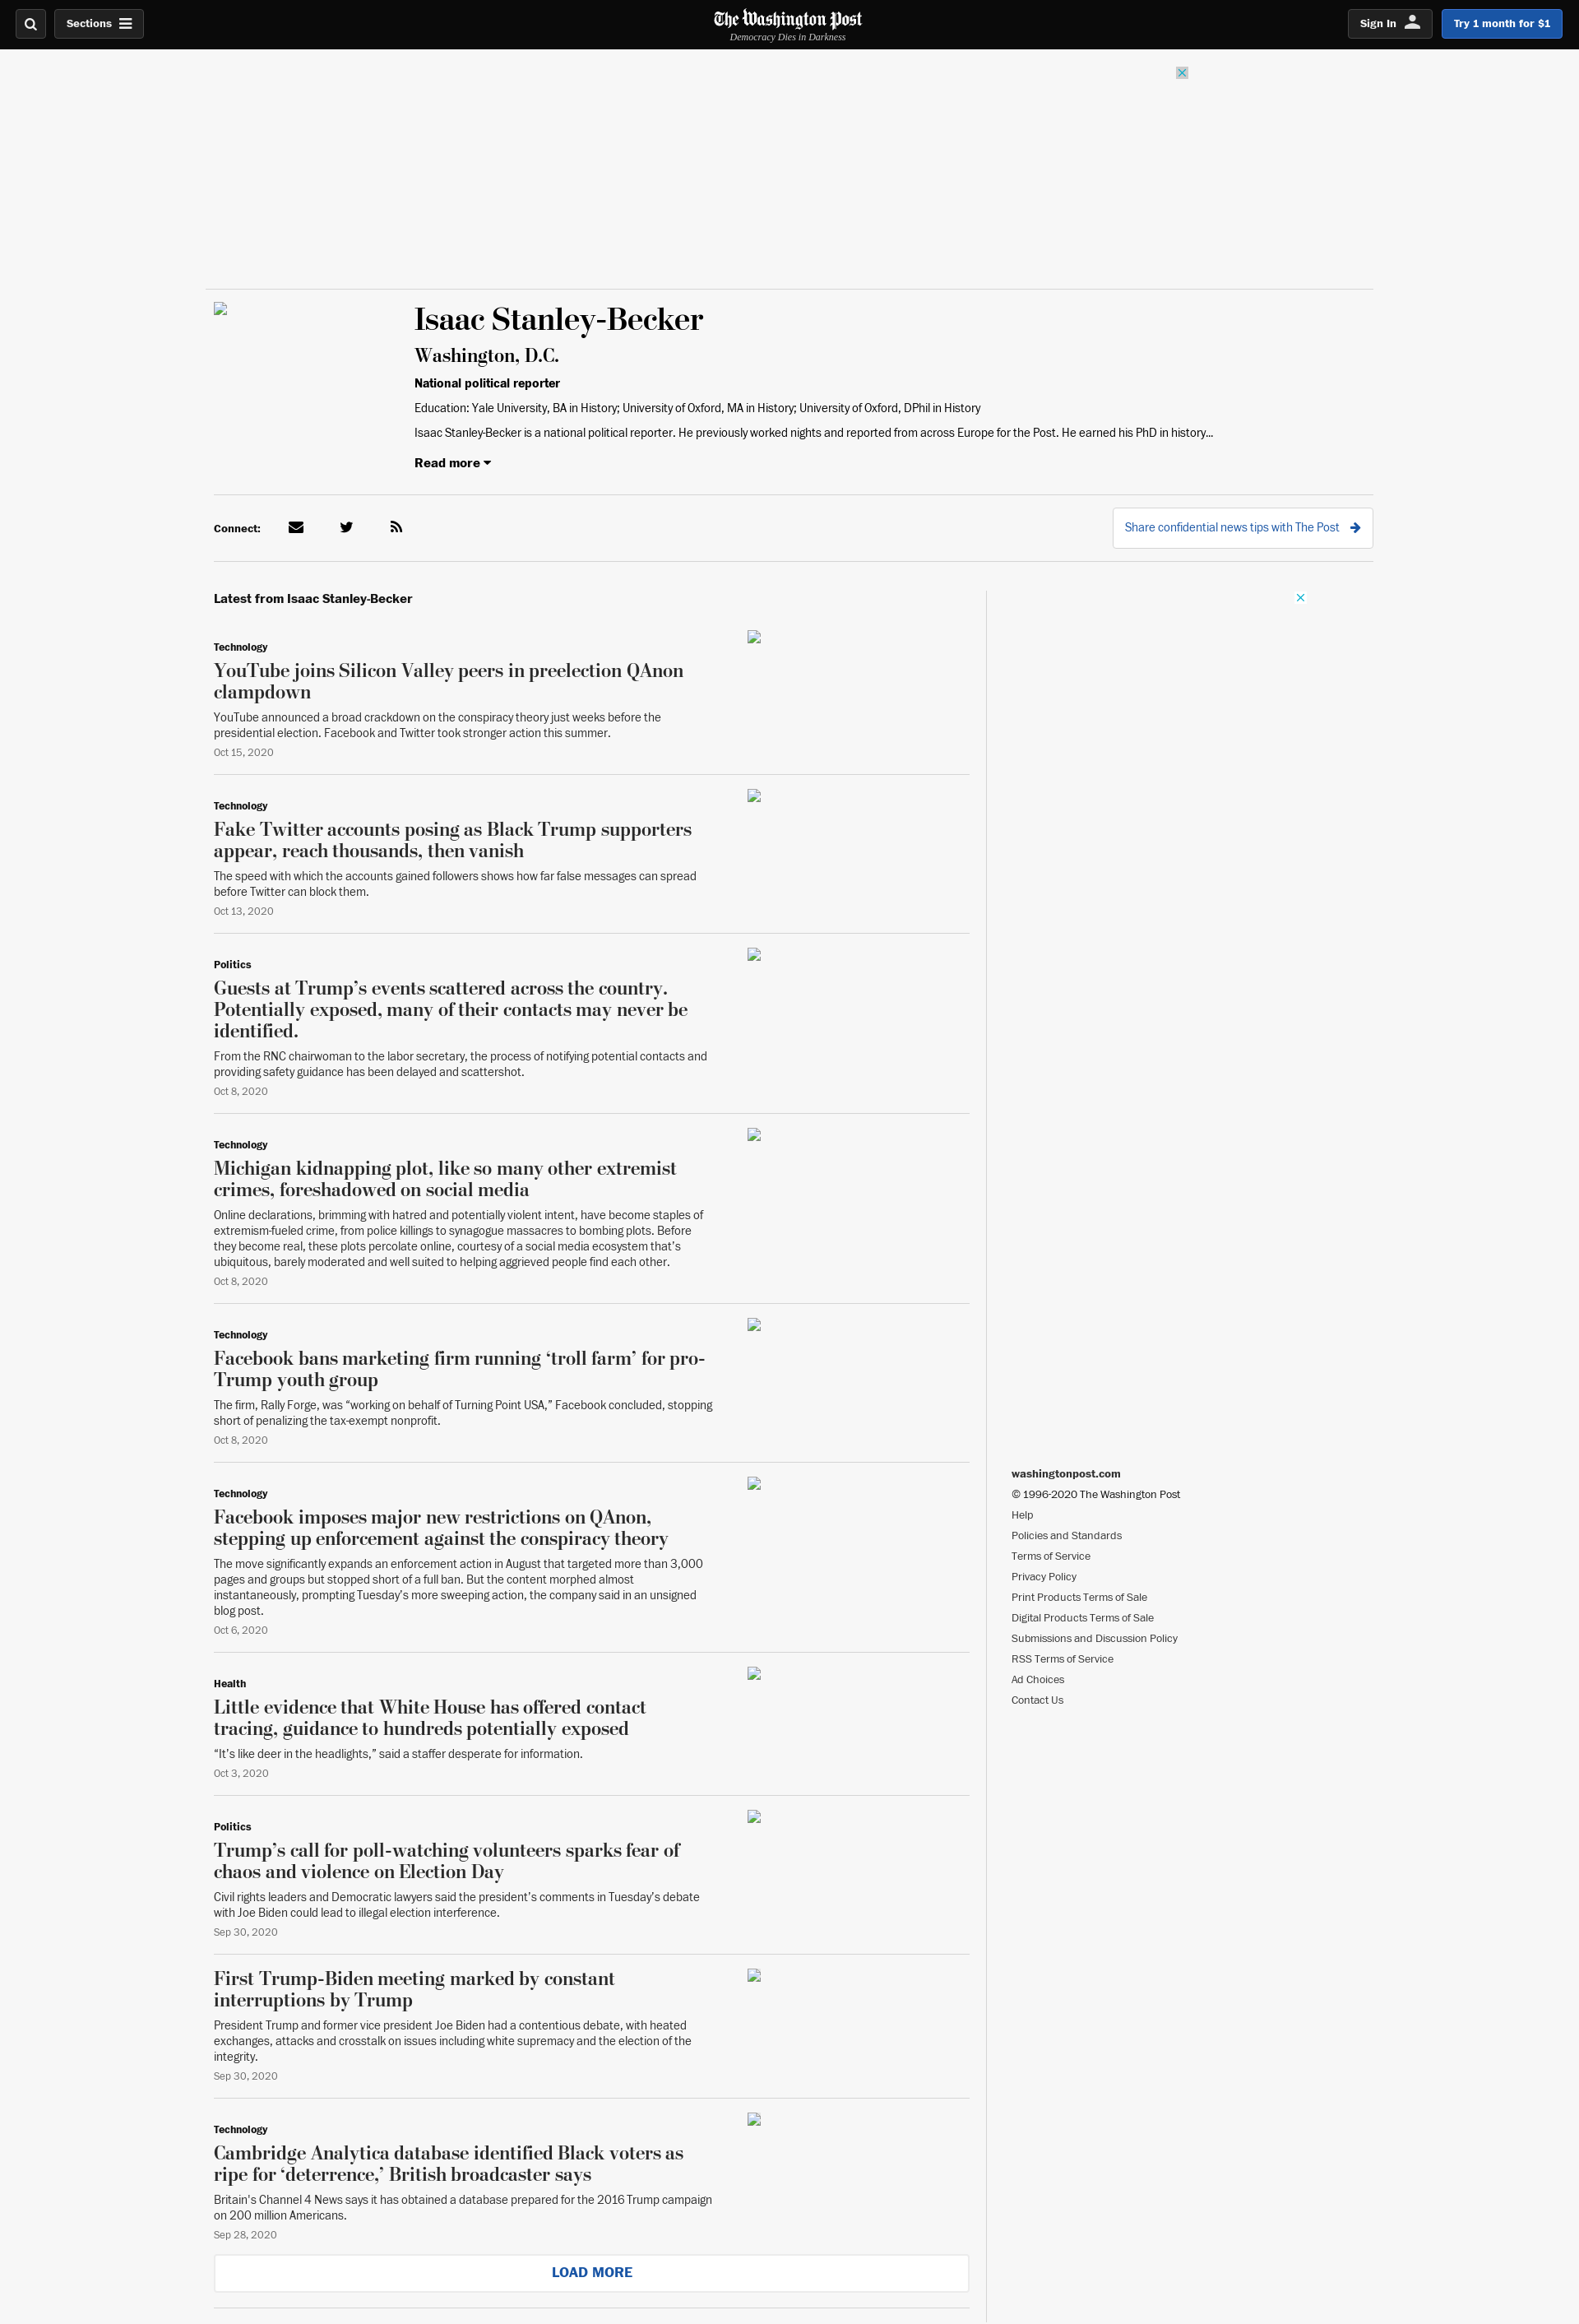 Sections
The Washington Post
Democracy Dies in Darkness
Sign In
Try 1 month for $1
Isaac Stanley-Becker
Washington, D.C.
National political reporter
Education: Yale University, BA in History; University of Oxford, MA in History; University of Oxford, DPhil in History
Isaac Stanley-Becker is a national political reporter. He previously worked nights and reported from across Europe for the Post. He earned his PhD in history...
Read more
Connect:
Share confidential news tips with The Post
Latest from Isaac Stanley-Becker
Technology
YouTube joins Silicon Valley peers in preelection QAnon
clampdown
YouTube announced a broad crackdown on the conspiracy theory just weeks before the
presidential election. Facebook and Twitter took stronger action this summer.
Oct 15, 2020
Technology
Fake Twitter accounts posing as Black Trump supporters
appear, reach thousands, then vanish
The speed with which the accounts gained followers shows how far false messages can spread
before Twitter can block them.
Oct 13, 2020
Politics
Guests at Trump’s events scattered across the country.
Potentially exposed, many of their contacts may never be
identified.
From the RNC chairwoman to the labor secretary, the process of notifying potential contacts and
providing safety guidance has been delayed and scattershot.
Oct 8, 2020
Technology
Michigan kidnapping plot, like so many other extremist
crimes, foreshadowed on social media
Online declarations, brimming with hatred and potentially violent intent, have become staples of
extremism-fueled crime, from police killings to synagogue massacres to bombing plots. Before
they become real, these plots percolate online, courtesy of a social media ecosystem that’s
ubiquitous, barely moderated and well suited to helping aggrieved people find each other.
Oct 8, 2020
Technology
Facebook bans marketing firm running ‘troll farm’ for pro-
Trump youth group
The firm, Rally Forge, was “working on behalf of Turning Point USA,” Facebook concluded, stopping
short of penalizing the tax-exempt nonprofit.
Oct 8, 2020
Technology
Facebook imposes major new restrictions on QAnon,
stepping up enforcement against the conspiracy theory
The move significantly expands an enforcement action in August that targeted more than 3,000
pages and groups but stopped short of a full ban. But the content morphed almost
instantaneously, prompting Tuesday’s more sweeping action, the company said in an unsigned
blog post.
Oct 6, 2020
Health
Little evidence that White House has offered contact
tracing, guidance to hundreds potentially exposed
“It’s like deer in the headlights,” said a staffer desperate for information.
Oct 3, 2020
Politics
Trump’s call for poll-watching volunteers sparks fear of
chaos and violence on Election Day
Civil rights leaders and Democratic lawyers said the president’s comments in Tuesday’s debate
with Joe Biden could lead to illegal election interference.
Sep 30, 2020
First Trump-Biden meeting marked by constant
interruptions by Trump
President Trump and former vice president Joe Biden had a contentious debate, with heated
exchanges, attacks and crosstalk on issues including white supremacy and the election of the
integrity.
Sep 30, 2020
Technology
Cambridge Analytica database identified Black voters as
ripe for ‘deterrence,’ British broadcaster says
Britain's Channel 4 News says it has obtained a database prepared for the 2016 Trump campaign
on 200 million Americans.
Sep 28, 2020
LOAD MORE
washingtonpost.com
© 1996-2020 The Washington Post
Help
Policies and Standards
Terms of Service
Privacy Policy
Print Products Terms of Sale
Digital Products Terms of Sale
Submissions and Discussion Policy
RSS Terms of Service
Ad Choices
Contact Us